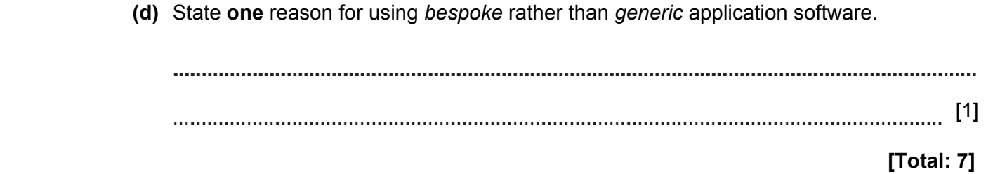 (d) State one reason for using bespoke rather than generic application software.
[1]
[Total: 7]